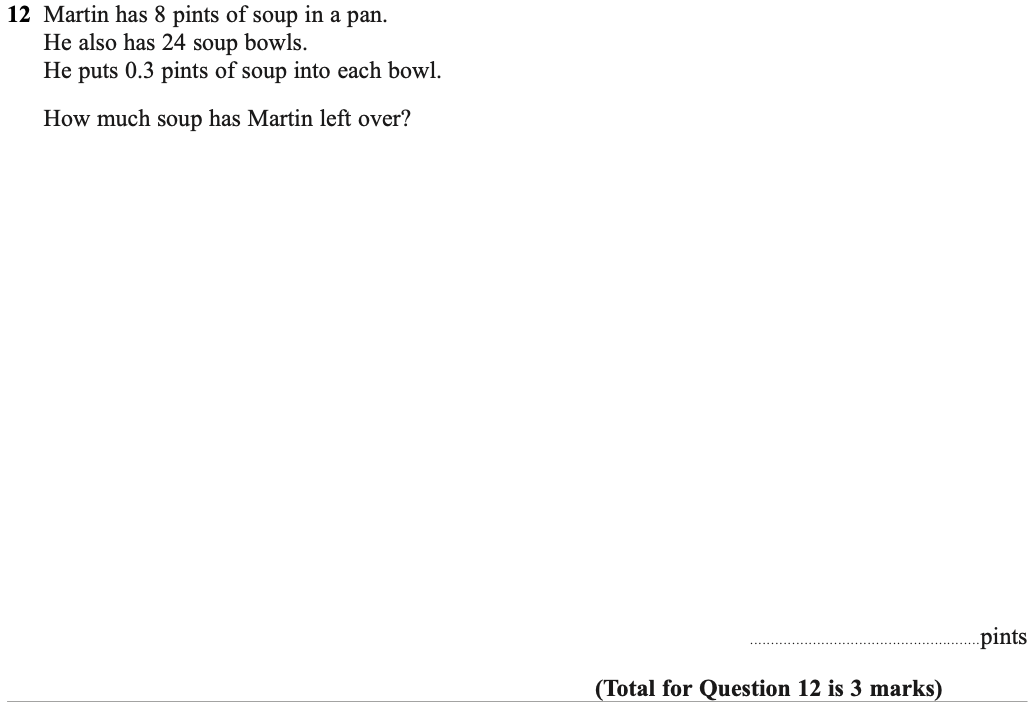 12 Martin has 8 pints of soup in a pan.
He also has 24 soup bowls.
He puts 0.3 pints of soup into each bowl.
How much soup has Martin left over?
......................................................pints
(Total for Question 12 is 3 marks)